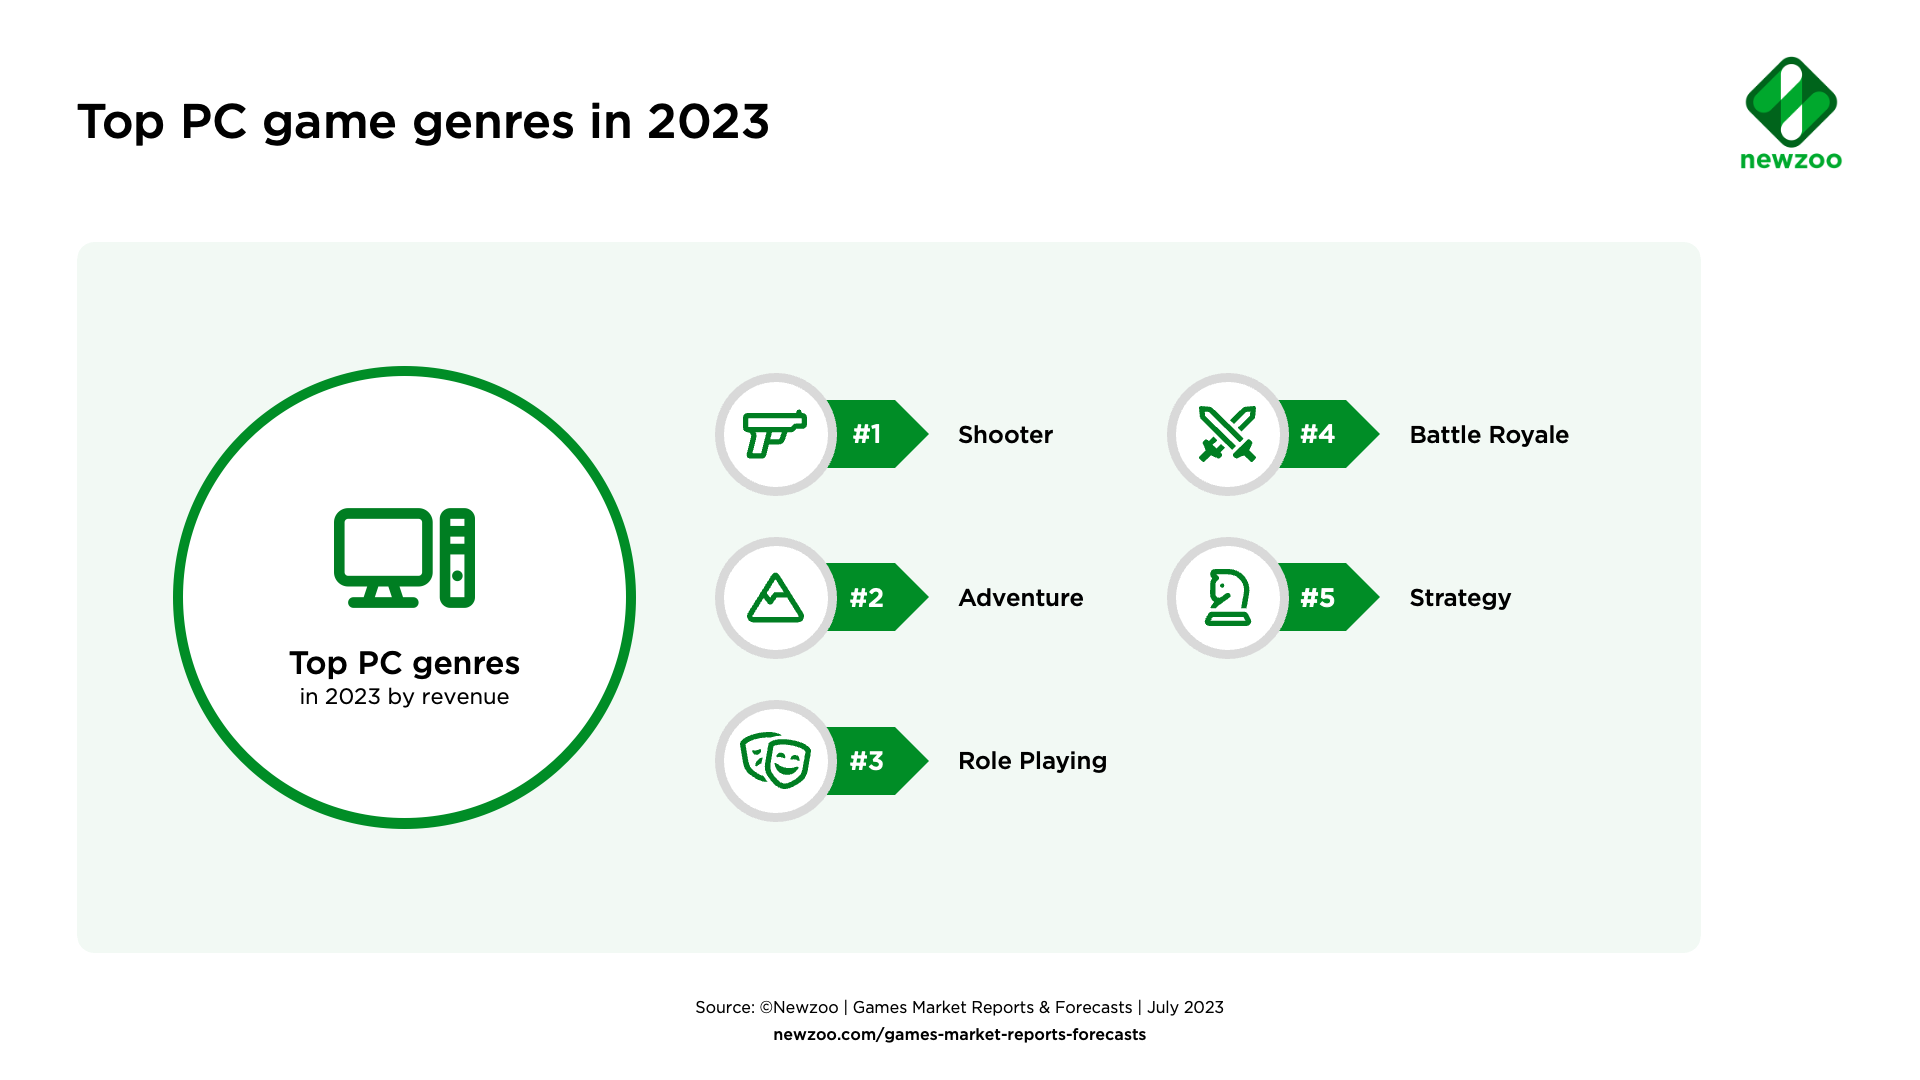 Top PC game genres in 2023
newzoo
Top PC genres
in 2023 by revenue
#1 Shooter
#2 Adventure
#3 Role Playing
#4 Battle Royale
#5 Strategy
Source: ©Newzoo | Games Market Reports & Forecasts | July 2023
newzoo.com/games-market-reports-forecasts